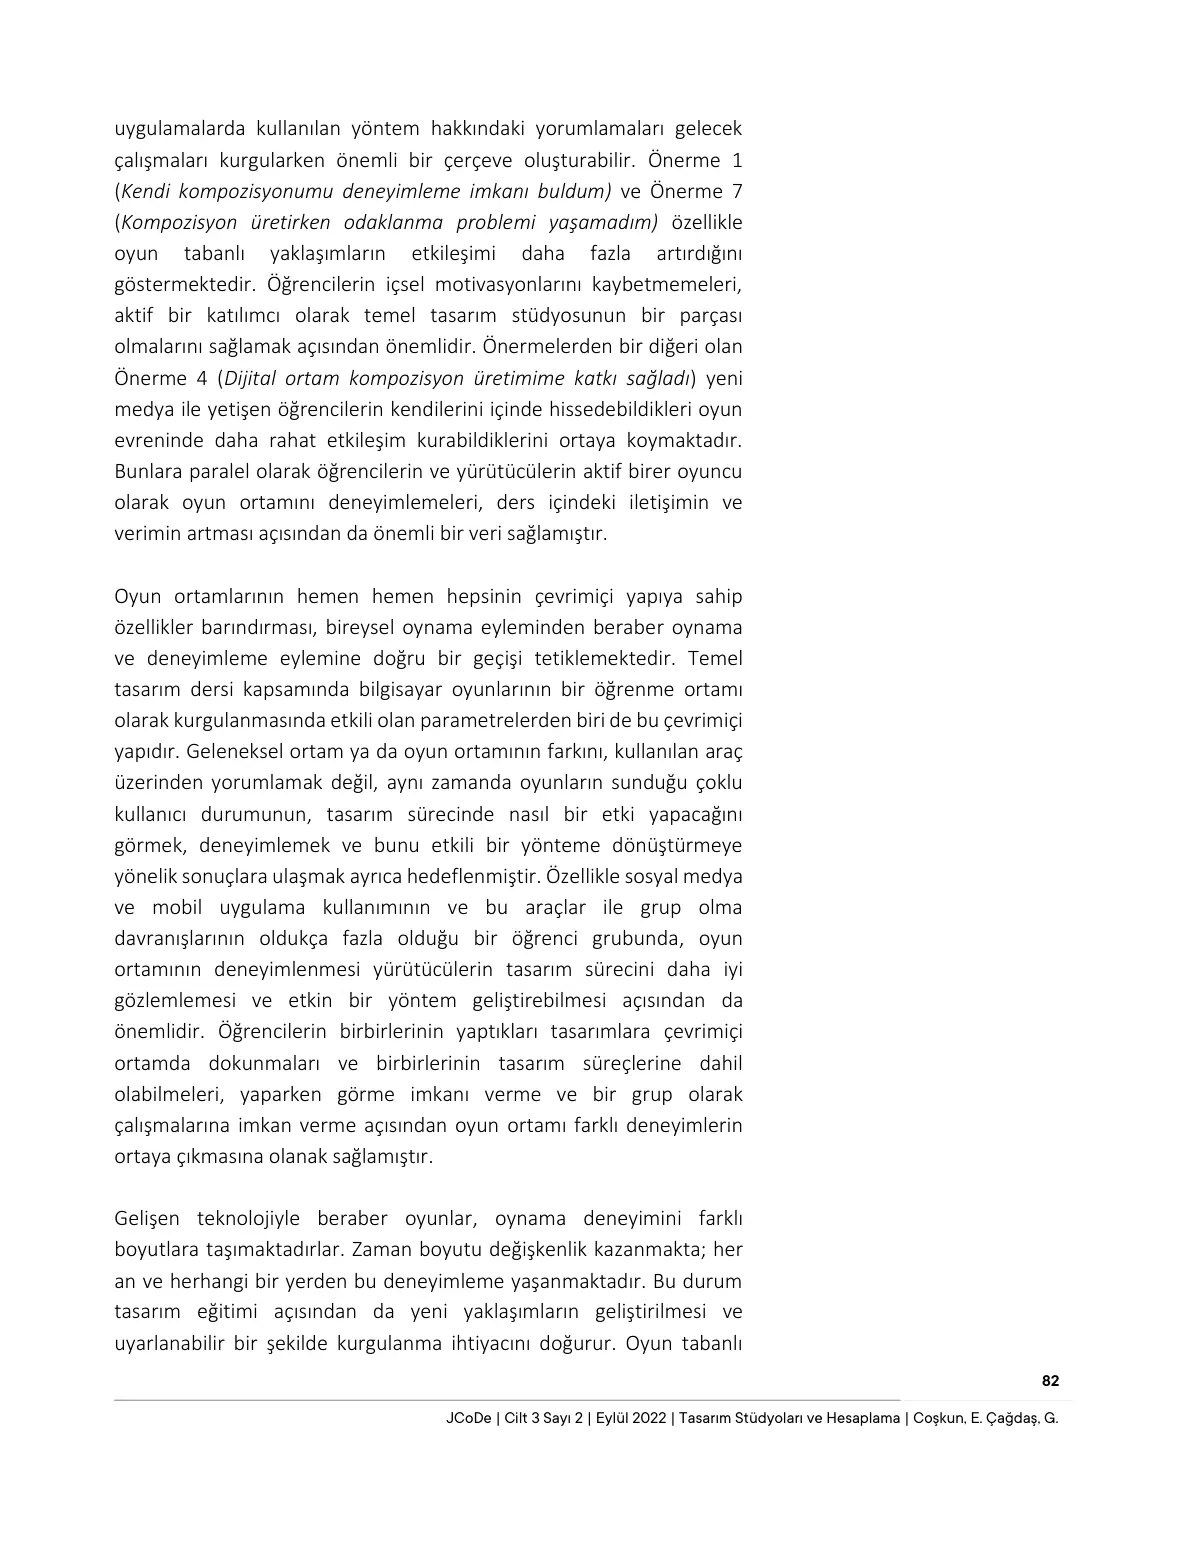 uygulamalarda kullanılan yöntem hakkındaki yorumlamaları gelecek
çalışmaları kurgularken önemli bir çerçeve oluşturabilir. Önerme 1
(Kendi kompozisyonumu deneyimleme imkanı buldum) ve Önerme 7
(Kompozisyon üretirken odaklanma problemi yaşamadım) özellikle
oyun tabanlı yaklaşımların etkileşimi daha fazla artırdığını
göstermektedir. Öğrencilerin içsel motivasyonlarını kaybetmemeleri,
aktif bir katılımcı olarak temel tasarım stüdyosunun bir parçası
olmalarını sağlamak açısından önemlidir. Önermelerden bir diğeri olan
Önerme 4 (Dijital ortam kompozisyon üretimime katkı sağladı) yeni
medya ile yetişen öğrencilerin kendilerini içinde hissedebildikleri oyun
evreninde daha rahat etkileşim kurabildiklerini ortaya koymaktadır.
Bunlara paralel olarak öğrencilerin ve yürütücülerin aktif birer oyuncu
olarak oyun ortamını deneyimlemeleri, ders içindeki iletişimin ve
verimin artması açısından da önemli bir veri sağlamıştır.
Oyun ortamlarının hemen hemen hepsinin çevrimiçi yapıya sahip
özellikler barındırması, bireysel oynama eyleminden beraber oynama
ve deneyimleme eylemine doğru bir geçişi tetiklemektedir. Temel
tasarım dersi kapsamında bilgisayar oyunlarının bir öğrenme ortamı
olarak kurgulanmasında etkili olan parametrelerden biri de bu çevrimiçi
yapıdır. Geleneksel ortam ya da oyun ortamının farkını, kullanılan araç
üzerinden yorumlamak değil, aynı zamanda oyunların sunduğu çoklu
kullanıcı durumunun, tasarım sürecinde nasıl bir etki yapacağını
görmek, deneyimlemek ve bunu etkili bir yönteme dönüştürmeye
yönelik sonuçlara ulaşmak ayrıca hedeflenmiştir. Özellikle sosyal medya
ve mobil uygulama kullanımının ve bu araçlar ile grup olma
davranışlarının oldukça fazla olduğu bir öğrenci grubunda, oyun
ortamının deneyimlenmesi yürütücülerin tasarım sürecini daha iyi
gözlemlemesi ve etkin bir yöntem geliştirebilmesi açısından da
önemlidir. Öğrencilerin birbirlerinin yaptıkları tasarımlara çevrimiçi
ortamda dokunmaları ve birbirlerinin tasarım süreçlerine dahil
olabilmeleri, yaparken görme imkanı verme ve bir grup olarak
çalışmalarına imkan verme açısından oyun ortamı farklı deneyimlerin
ortaya çıkmasına olanak sağlamıştır.
Gelişen teknolojiyle beraber oyunlar, oynama deneyimini farklı
boyutlara taşımaktadırlar. Zaman boyutu değişkenlik kazanmakta; her
an ve herhangi bir yerden bu deneyimleme yaşanmaktadır. Bu durum
tasarım eğitimi açısından da yeni yaklaşımların geliştirilmesi ve
uyarlanabilir bir şekilde kurgulanma ihtiyacını doğurur. Oyun tabanlı
82
JCoDe | Cilt 3 Sayı 2 | Eylül 2022 | Tasarım Stüdyoları ve Hesaplama | Coşkun, E. Çağdaş, G.